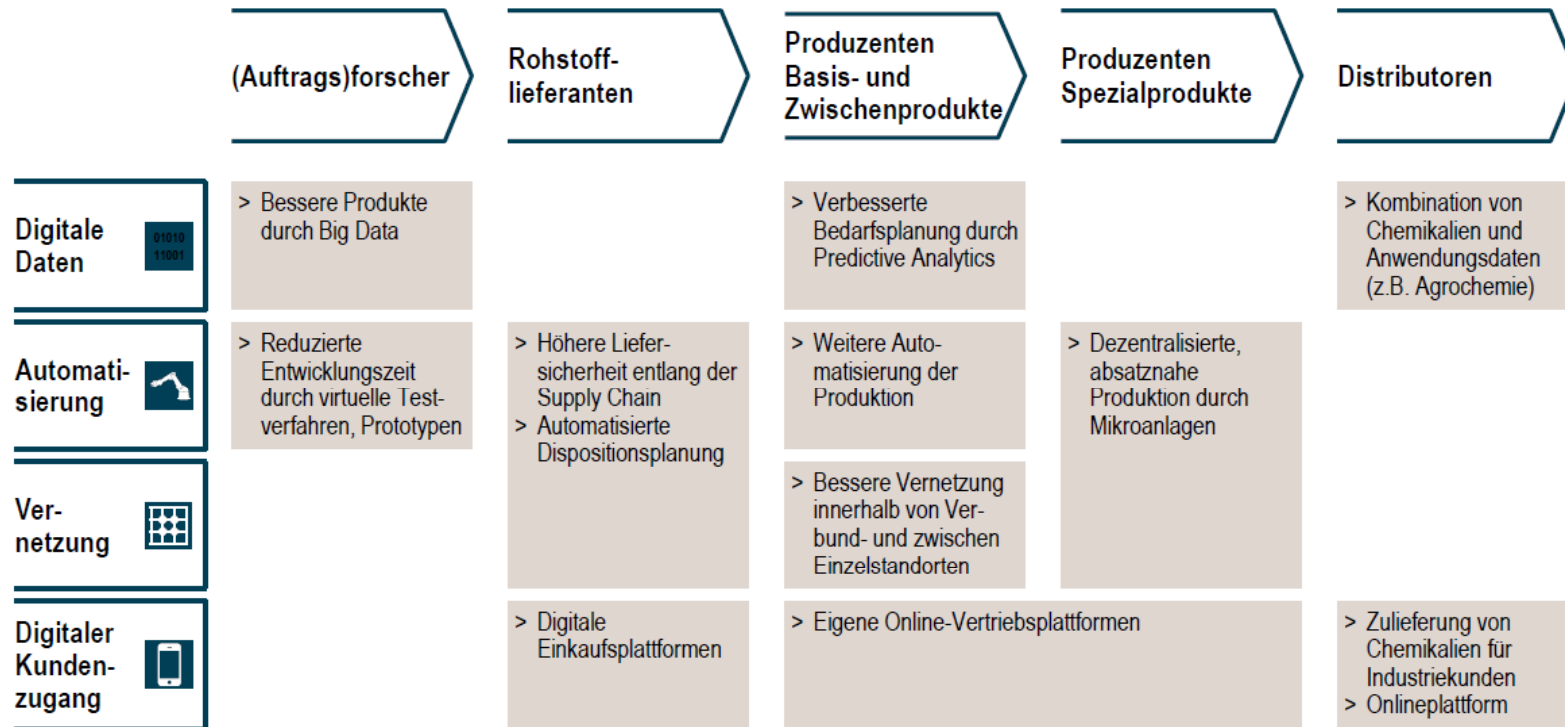 (Auftrags)forscher
Rohstoff-
lieferanten
Produzenten
Basis- und
Zwischenprodukte
Produzenten
Spezialprodukte
Distributoren
Digitale
Daten
01010
11001
> Bessere Produkte
durch Big Data
> Verbesserte
Bedarfsplanung durch
Predictive Analytics
> Kombination von
Chemikalien und
Anwendungsdaten
(z.B. Agrochemie)
Automati-
sierung
> Reduzierte
Entwicklungszeit
durch virtuelle Test-
verfahren, Prototypen
> Höhere Liefer-
sicherheit entlang der
Supply Chain
> Automatisierte
Dispositionsplanung
> Weitere Auto-
matisierung der
Produktion
> Dezentralisierte,
absatznahe
Produktion durch
Mikroanlagen
Ver-
netzung
> Bessere Vernetzung
innerhalb von Ver-
bund- und zwischen
Einzelstandorten
Digitaler
Kunden-
zugang
> Digitale
Einkaufsplattformen
> Eigene Online-Vertriebsplattformen
> Zulieferung von
Chemikalien für
Industriekunden
> Onlineplattform